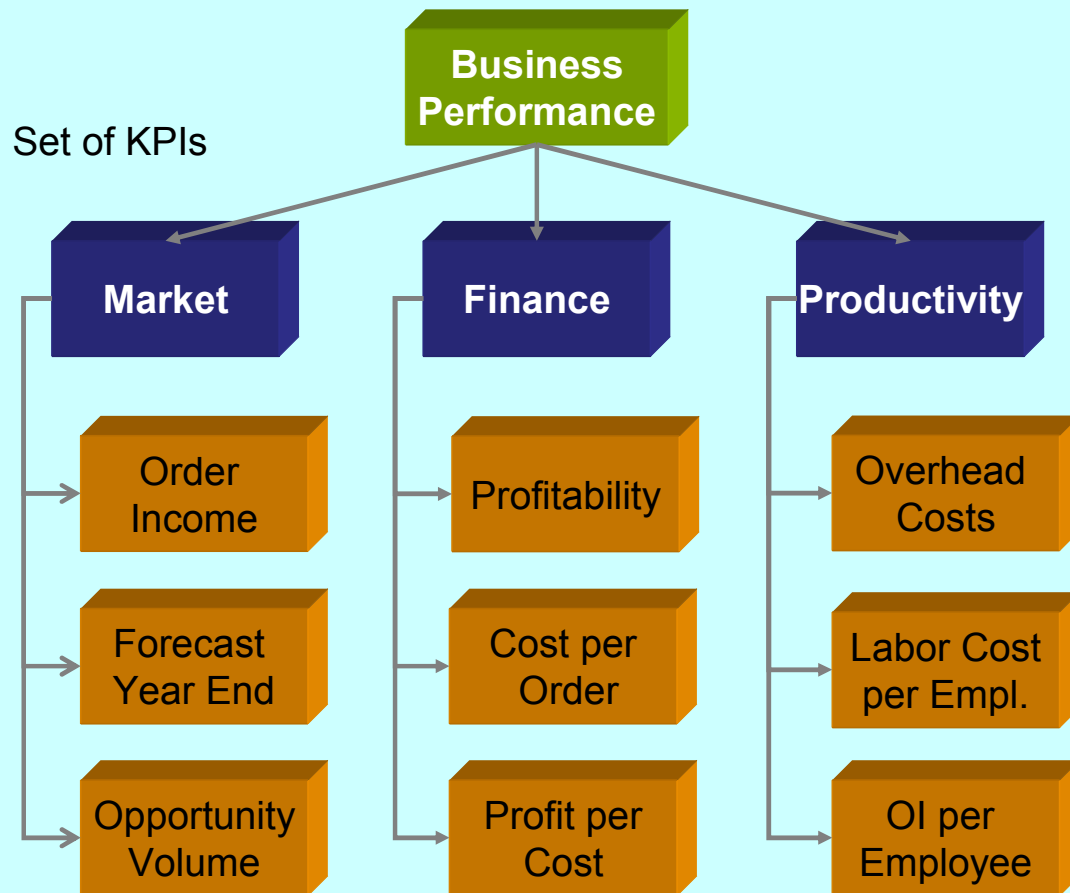 Business
Performance
Set of KPIs
Market
Finance
Productivity
Order
Income
Profitability
Overhead
Costs
Forecast
Year End
Cost per
Order
Labor Cost
per Empl.
Opportunity
Volume
Profit per
Cost
OI per
Employee